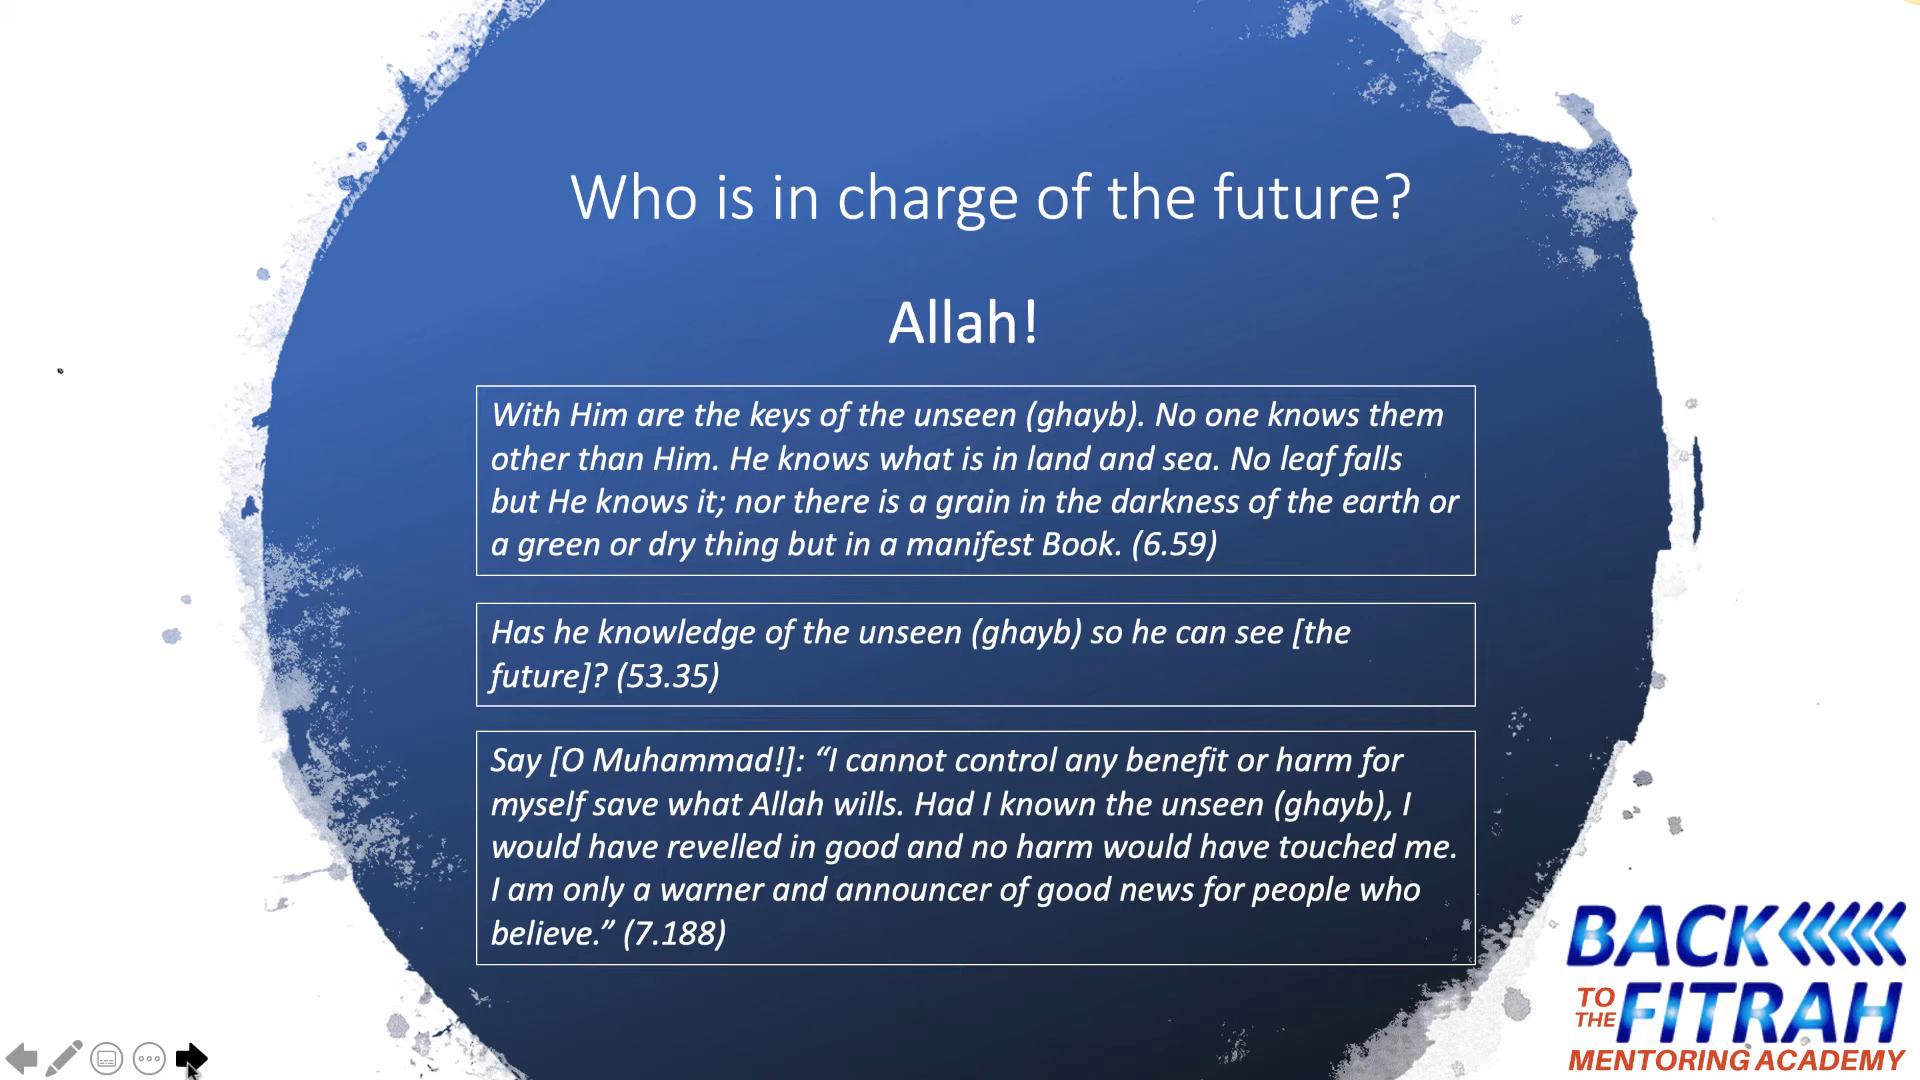 Who is in charge of the future?
Allah!
With Him are the keys of the unseen (ghayb). No one knows them
other than Him. He knows what is in land and sea. No leaf falls
but He knows it; nor there is a grain in the darkness of the earth or
a green or dry thing but in a manifest Book. (6.59)
Has he knowledge of the unseen (ghayb) so he can see [the
future]? (53.35)
Say [O Muhammad!]: “I cannot control any benefit or harm for
myself save what Allah wills. Had I known the unseen (ghayb), I
would have revelled in good and no harm would have touched me.
I am only a warner and announcer of good news for people who
believe.” (7.188)
BACK
TO
THE
FITRAH
MENTORING ACADEMY